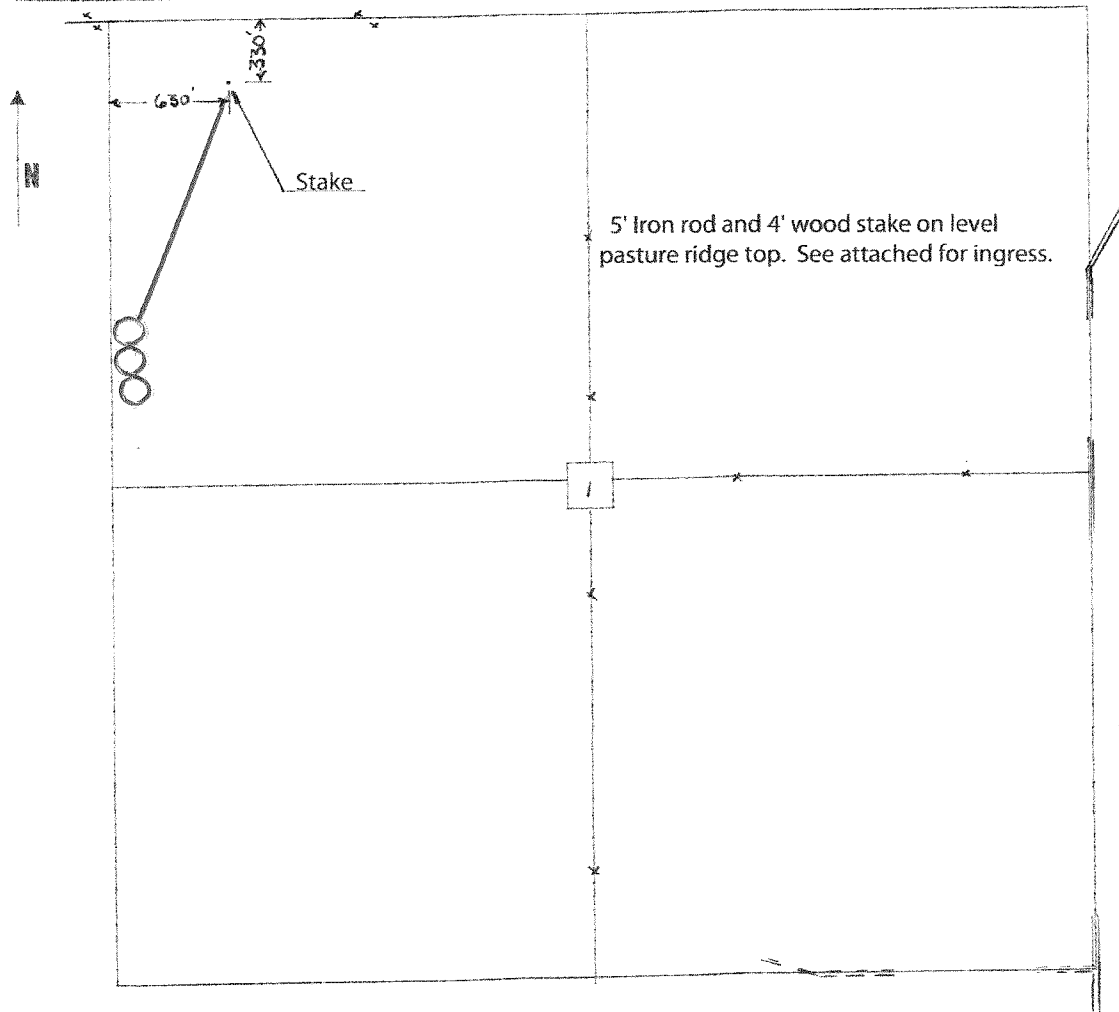 330'
630'
N
Stake
5' Iron rod and 4' wood stake on level
pasture ridge top. See attached for ingress.
1